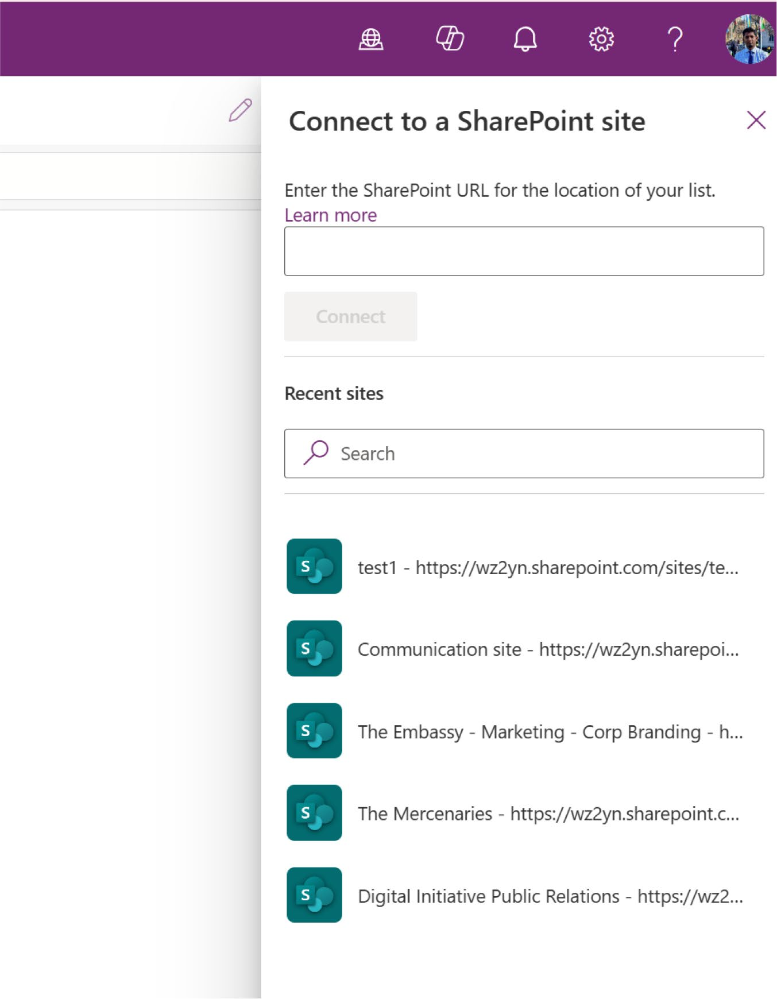 Connect to a SharePoint site
Enter the SharePoint URL for the location of your list.
Learn more
Connect
Recent sites
Search
S
test1 - https://wz2yn.sharepoint.com/sites/te...
S
Communication site - https://wz2yn.sharepoi...
S
The Embassy - Marketing - Corp Branding - h...
S
The Mercenaries - https://wz2yn.sharepoint.c...
S
Digital Initiative Public Relations - https://wz2...